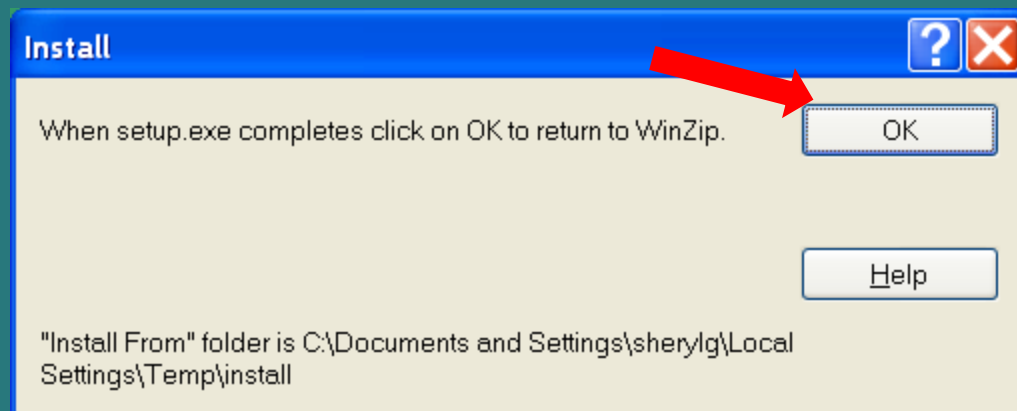 Install
When setup.exe completes click on OK to return to WinZip.
OK
Help
"Install From" folder is C:\Documents and Settings\sherylg\Local
Settings\Temp\install